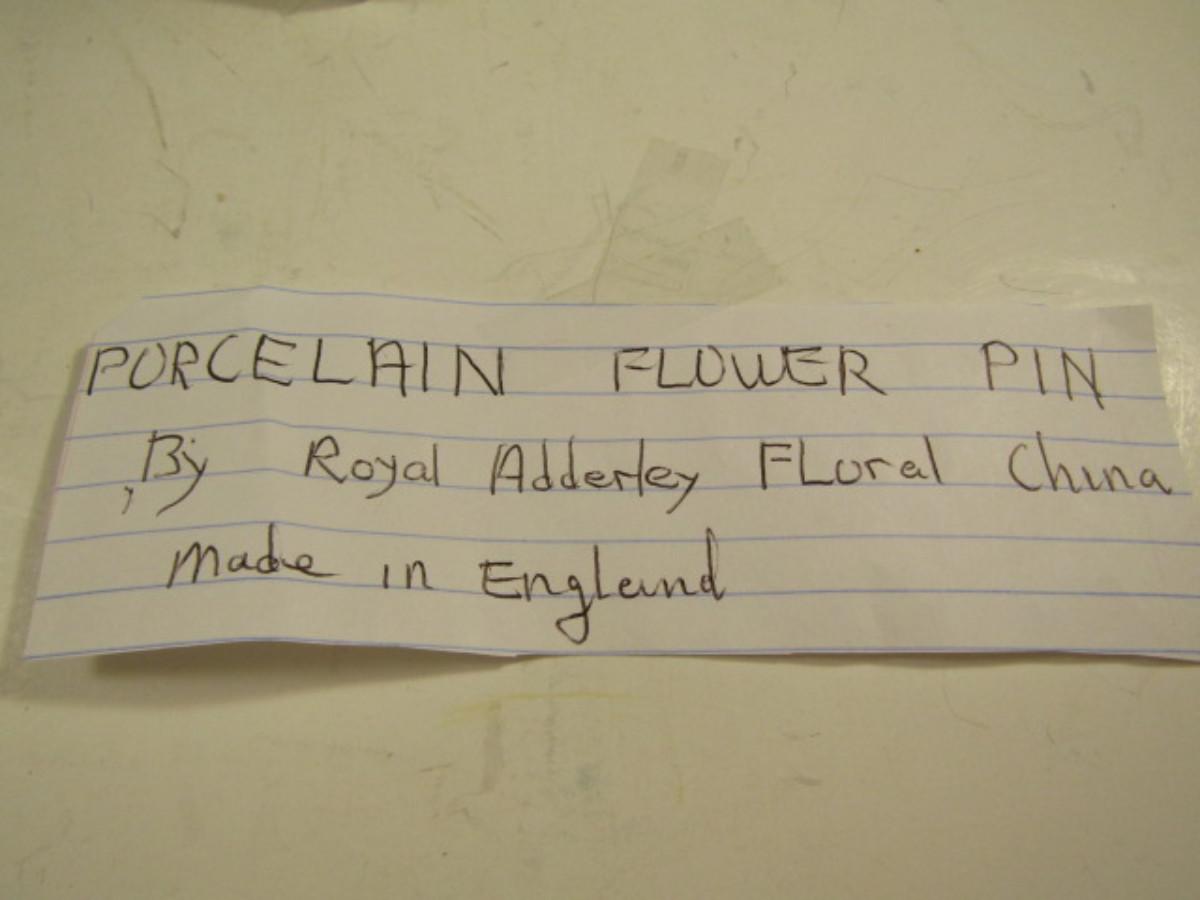 PORCELAIN FLOWER PIN
By Royal Adderley FLoral China
made in England